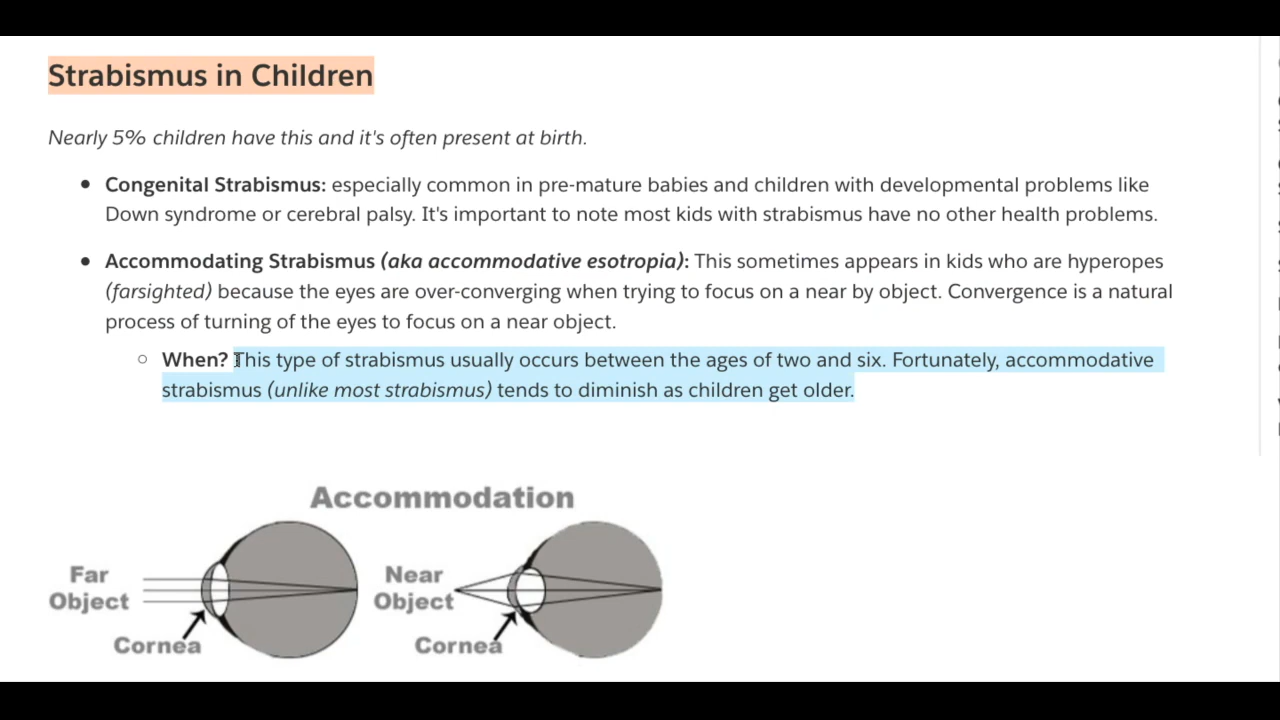 Strabismus in Children
Nearly 5% children have this and it's often present at birth.
Congenital Strabismus: especially common in pre-mature babies and children with developmental problems like
Down syndrome or cerebral palsy. It's important to note most kids with strabismus have no other health problems.
Accommodating Strabismus (aka accommodative esotropia): This sometimes appears in kids who are hyperopes
(farsighted) because the eyes are over-converging when trying to focus on a near by object. Convergence is a natural
process of turning of the eyes to focus on a near object.
When? This type of strabismus usually occurs between the ages of two and six. Fortunately, accommodative
strabismus (unlike most strabismus) tends to diminish as children get older.
Accommodation
Far
Object
Cornea
Near
Object
Cornea